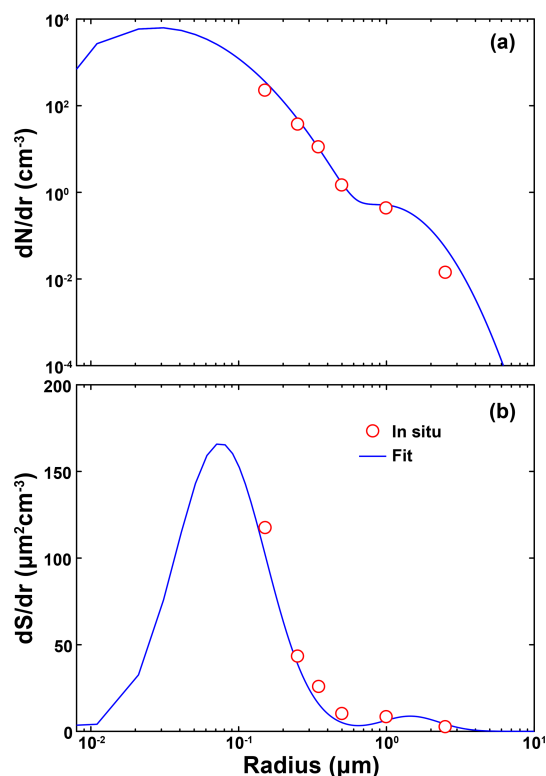 (a)
dN/dr (cm⁻³)
10⁴
10²
10⁰
10⁻²
10⁻⁴
(b)
dS/dr (µm²cm⁻³)
200
150
100
50
0
In situ
Fit
10⁻² 10⁻¹ 10⁰ 10¹
Radius (µm)